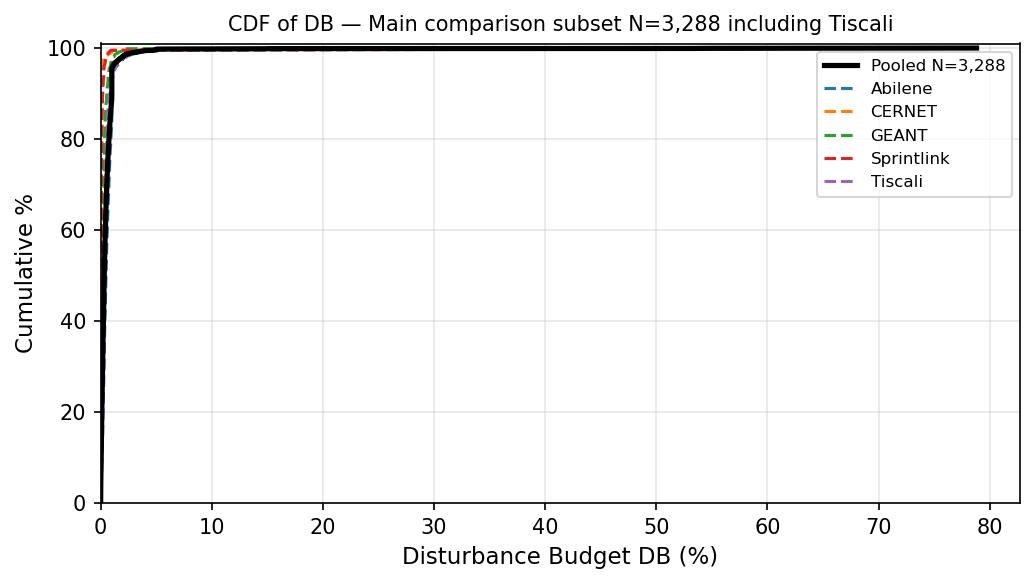 CDF of DB — Main comparison subset N=3,288 including Tiscali
Cumulative %
100
80
60
40
20
0
Pooled N=3,288
Abilene
CERNET
GEANT
Sprintlink
Tiscali
0 10 20 30 40 50 60 70 80
Disturbance Budget DB (%)